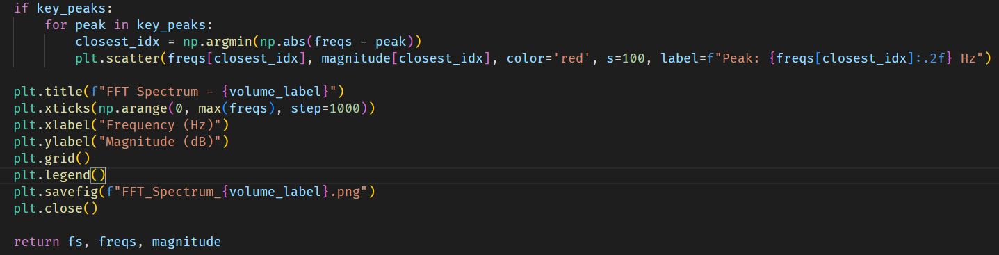 if key_peaks:
    for peak in key_peaks:
        closest_idx = np.argmin(np.abs(freqs - peak))
        plt.scatter(freqs[closest_idx], magnitude[closest_idx], color='red', s=100, label=f"Peak: {freqs[closest_idx]:.2f} Hz")

plt.title(f"FFT Spectrum - {volume_label}")
plt.xticks(np.arange(0, max(freqs), step=1000))
plt.xlabel("Frequency (Hz)")
plt.ylabel("Magnitude (dB)")
plt.grid()
plt.legend()
plt.savefig(f"FFT_Spectrum_{volume_label}.png")
plt.close()

return fs, freqs, magnitude